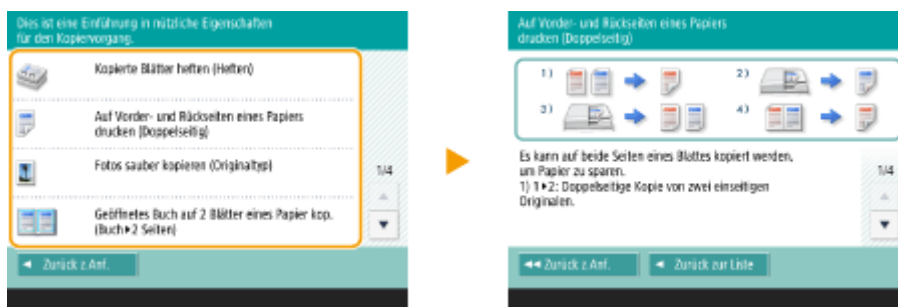 Dies ist eine Einführung in nützliche Eigenschaften
für den Kopiervorgang.
Kopierte Blätter heften (Heften)
Auf Vorder- und Rückseiten eines Papiers
drucken (Doppelseitig)
Fotos sauber kopieren (Originaltyp)
1/4
Geöffnetes Buch auf 2 Blätter eines Papier kop.
(Buch▶2 Seiten)
◄ Zurück z.Anf.
Auf Vorder- und Rückseiten eines Papiers
drucken (Doppelseitig)
1) 2)
3) 4)
Es kann auf beide Seiten eines Blattes kopiert werden,
um Papier zu sparen.
1) 1▶2: Doppelseitige Kopie von zwei einseitigen
Originalen.
1/4
◄◄ Zurück z.Anf. ◄ Zurück zur Liste